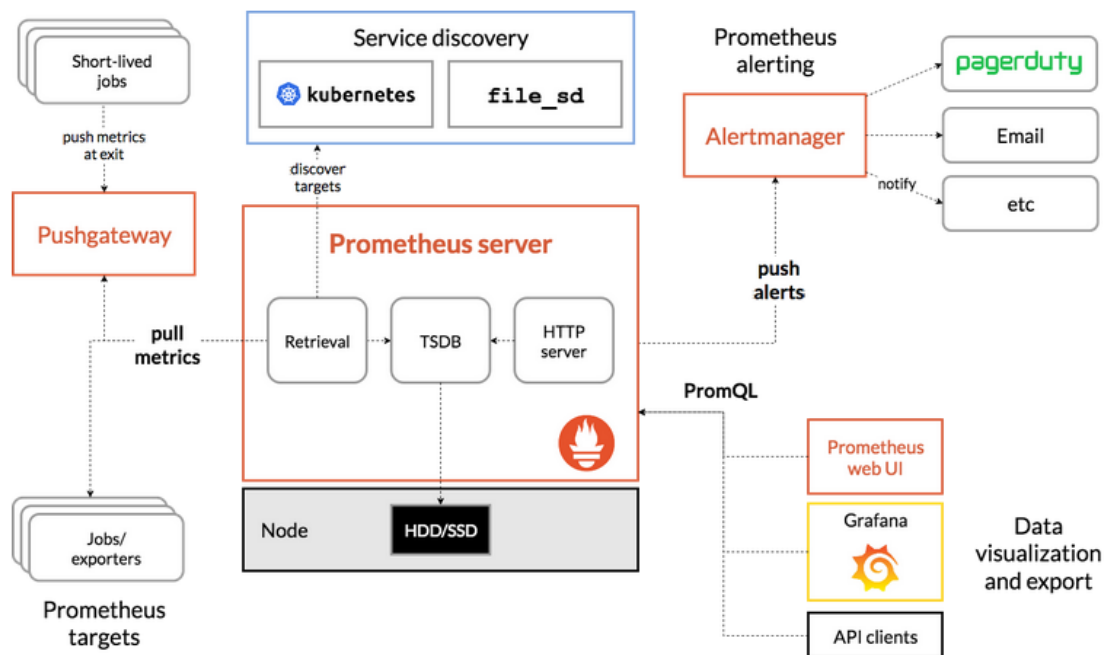 Short-lived
jobs
push metrics
at exit
Pushgateway
Service discovery
kubernetes
file_sd
discover
targets
Prometheus
alerting
Alertmanager
pagerduty
Email
notify
etc
Prometheus server
pull
metrics
Retrieval
TSDB
HTTP
server
push
alerts
PromQL
Node
HDD/SSD
Jobs/
exporters
Prometheus
targets
Prometheus
web UI
Grafana
API clients
Data
visualization
and export